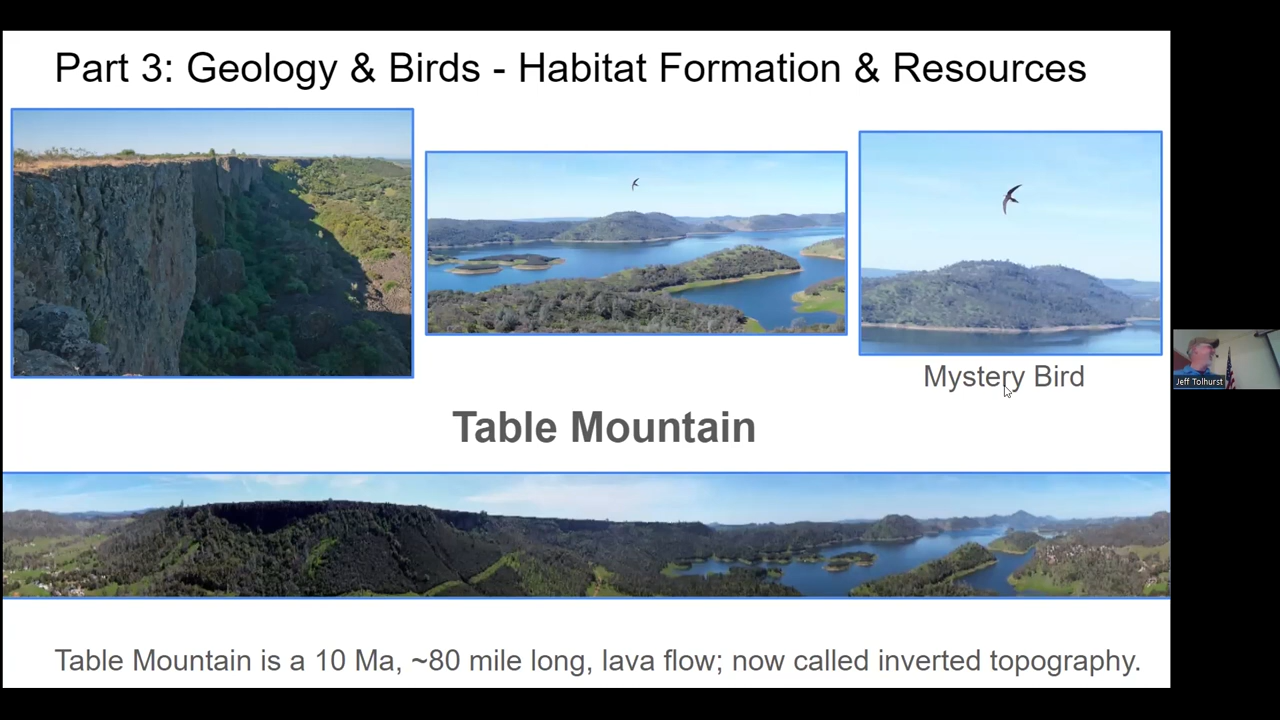 Part 3: Geology & Birds - Habitat Formation & Resources
Mystery Bird
Jeff Tolhurst
Table Mountain
Table Mountain is a 10 Ma, ~80 mile long, lava flow; now called inverted topography.